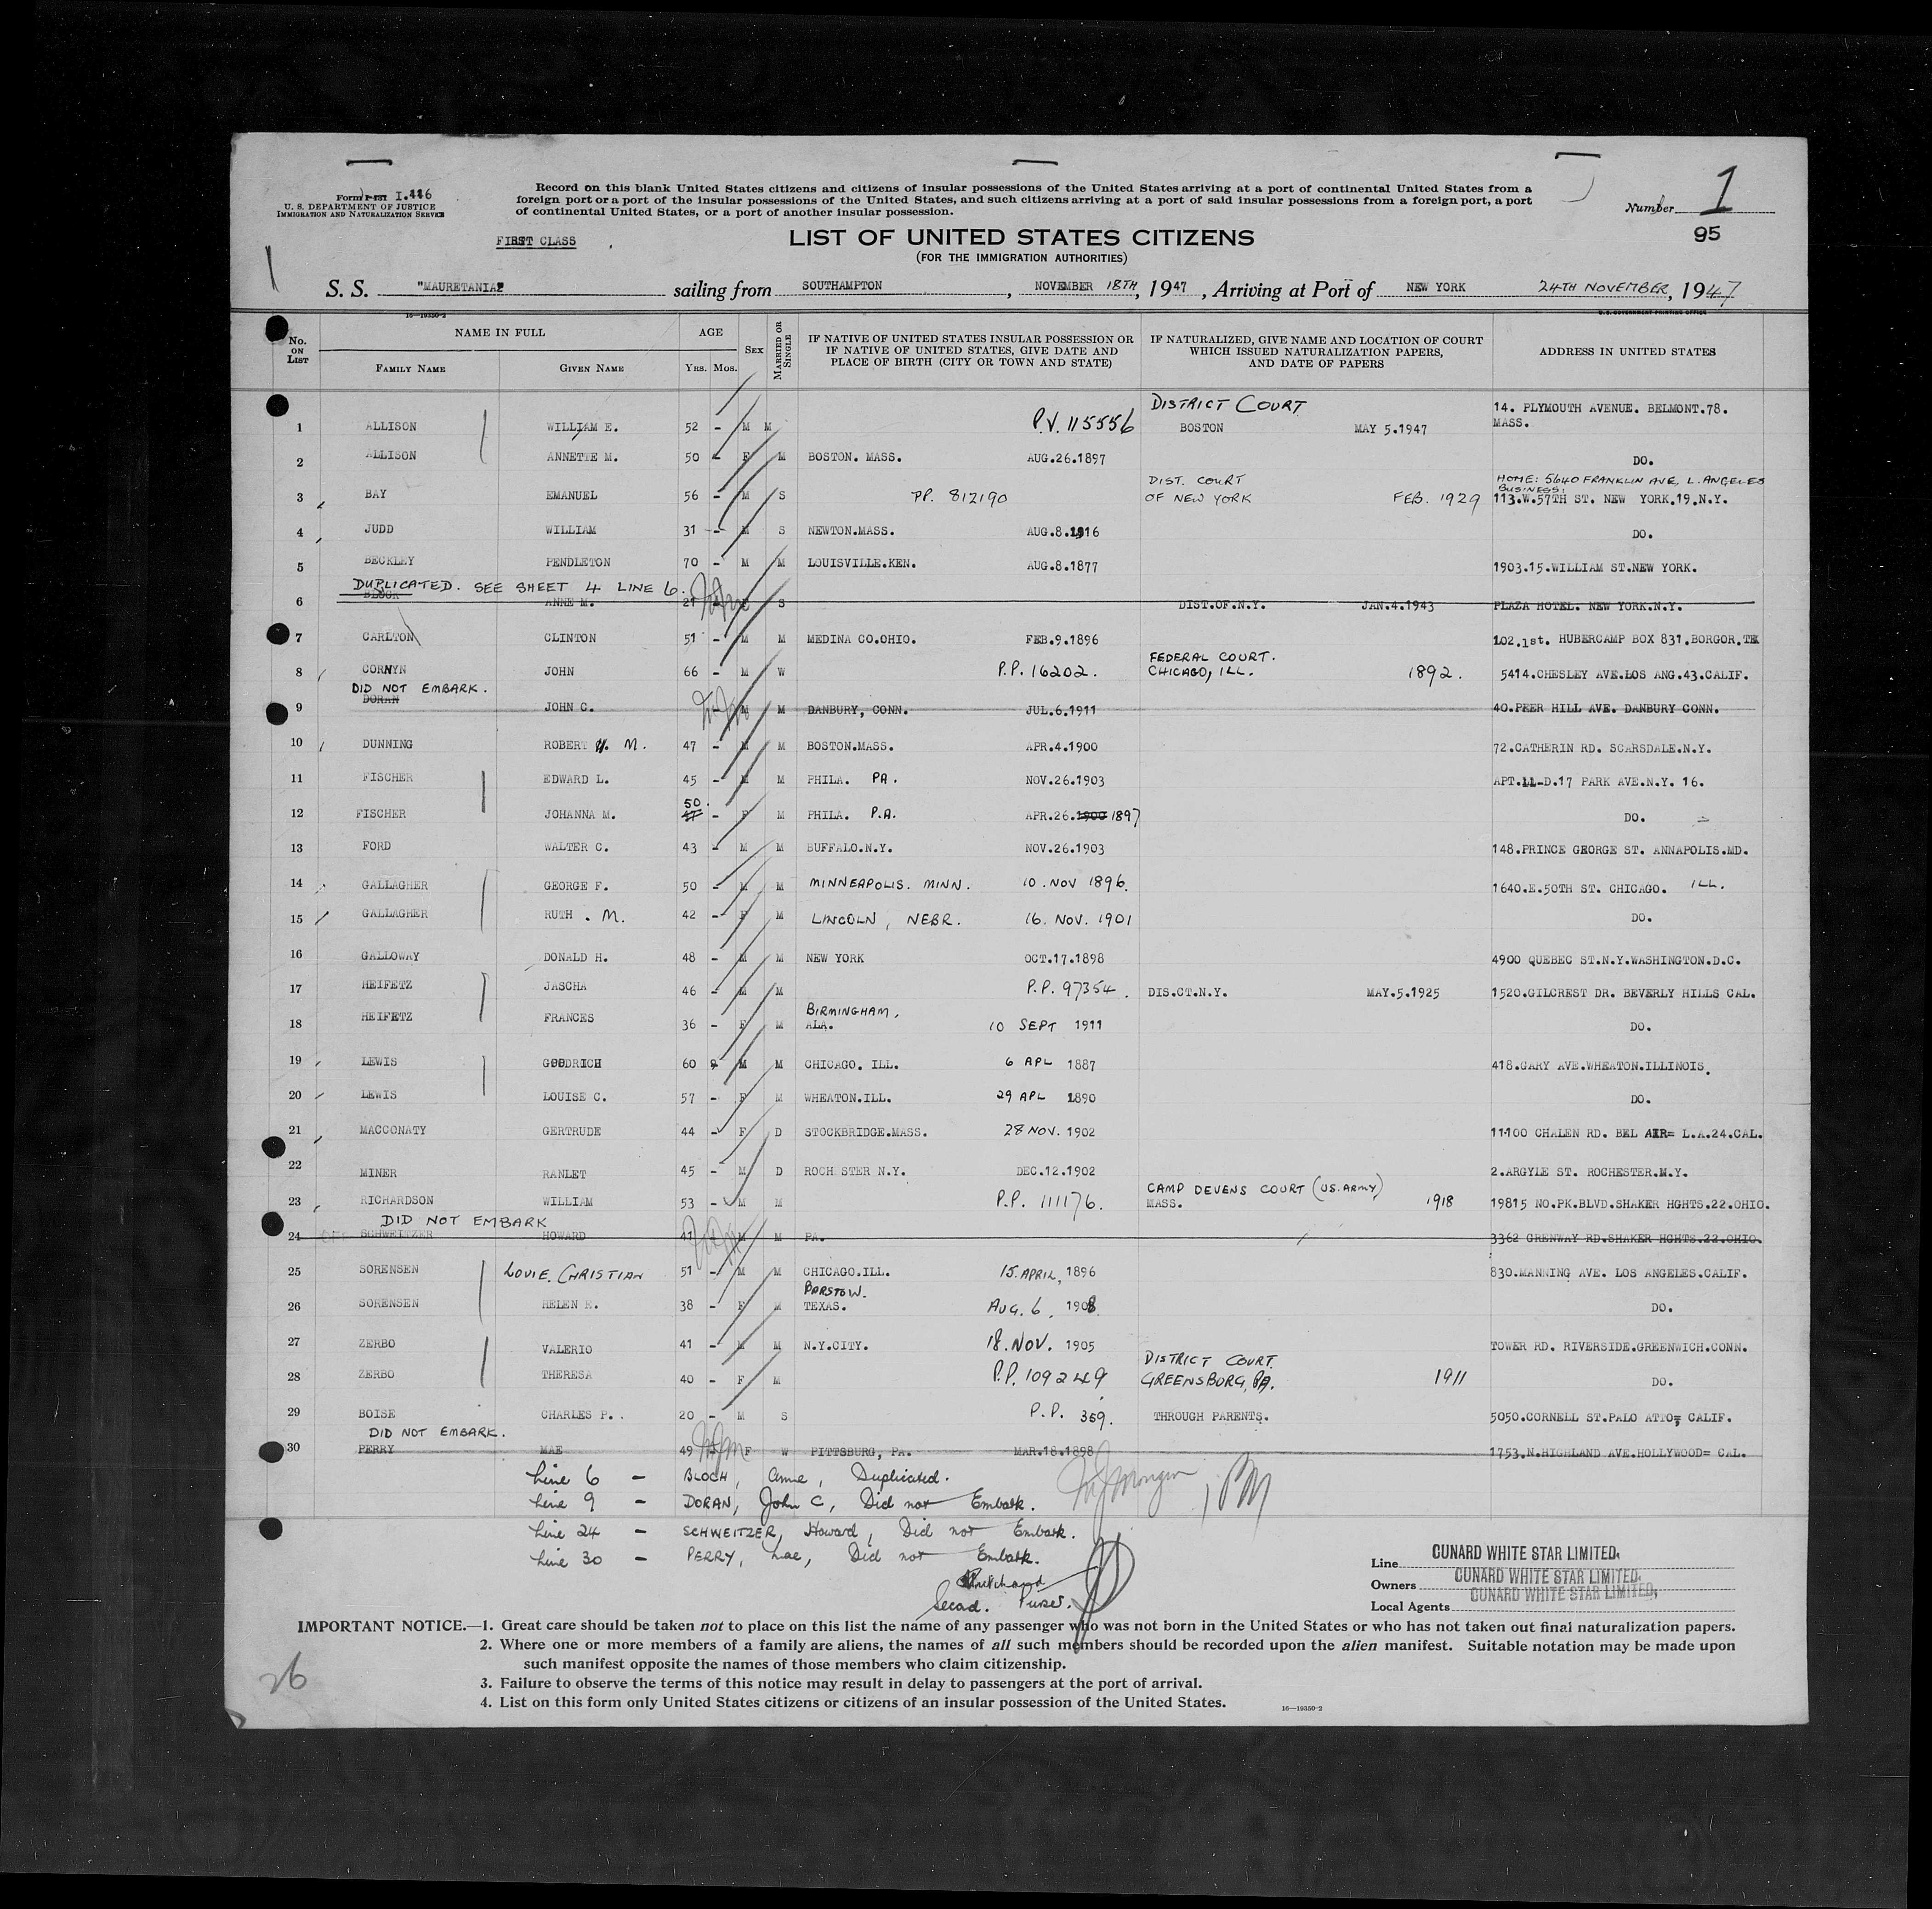 Form I-151 I.446
U. S. DEPARTMENT OF JUSTICE
IMMIGRATION AND NATURALIZATION SERVICE
Record on this blank United States citizens and citizens of insular possessions of the United States arriving at a port of continental United States from a
foreign port or a port of the insular possessions of the United States, and such citizens arriving at a port of said insular possessions from a foreign port, a port
of continental United States, or a port of another insular possession.
Number 1
95
FIRST CLASS
LIST OF UNITED STATES CITIZENS
(FOR THE IMMIGRATION AUTHORITIES)
S. S. "MAURETANIA" sailing from SOUTHAMPTON, NOVEMBER 18TH, 1947, Arriving at Port of NEW YORK 24TH NOVEMBER, 1947
16—19350-2 U.S. GOVERNMENT PRINTING OFFICE
No. ON LIST NAME IN FULL FAMILY NAME GIVEN NAME AGE YRS. MOS. SEX MARRIED OR SINGLE IF NATIVE OF UNITED STATES INSULAR POSSESSION OR IF NATIVE OF UNITED STATES, GIVE DATE AND PLACE OF BIRTH (CITY OR TOWN AND STATE) IF NATURALIZED, GIVE NAME AND LOCATION OF COURT WHICH ISSUED NATURALIZATION PAPERS, AND DATE OF PAPERS ADDRESS IN UNITED STATES
1 ALLISON WILLIAM E. 52 - M M P.V. 115556 DISTRICT COURT BOSTON MAY 5.1947 14. PLYMOUTH AVENUE. BELMONT.78. MASS.
2 ALLISON ANNETTE M. 50 - F M BOSTON. MASS. AUG.26.1897 DO.
3 BAY EMANUEL 56 - M S PP. 812190 DIST. COURT OF NEW YORK FEB. 1929 HOME: 5640 FRANKLIN AVE, L. ANGELES BUSINESS: 113.W.57TH ST. NEW YORK.19.N.Y.
4 JUDD WILLIAM 31 - M S NEWTON.MASS. AUG.8.1916 DO.
5 BECKLEY PENDLETON 70 - M M LOUISVILLE.KEN. AUG.8.1877 1903.15.WILLIAM ST.NEW YORK.
DUPLICATED. SEE SHEET 4 LINE 6.
6 BLOCH ANNE M. 21 - F S DIST.OF.N.Y. JAN.4.1943 PLAZA HOTEL. NEW YORK.N.Y.
7 CARLTON CLINTON 51 - M M MEDINA CO.OHIO. FEB.9.1896 102.1st. HUBERCAMP BOX 831.BORGOR.TEX
8 CORNYN JOHN 66 - M W P.P. 16202. FEDERAL COURT. CHICAGO, ILL. 1892. 5414.CHESLEY AVE.LOS ANG.43.CALIF.
DID NOT EMBARK.
9 DORAN JOHN C. - M M DANBURY, CONN. JUL.6.1911 40.PEER HILL AVE. DANBURY CONN.
10 DUNNING ROBERT H. M. 47 - M M BOSTON.MASS. APR.4.1900 72.CATHERIN RD. SCARSDALE.N.Y.
11 FISCHER EDWARD L. 45 - M M PHILA. PA. NOV.26.1903 APT.11-D.17 PARK AVE.N.Y. 16.
12 FISCHER JOHANNA M. 50. 47 - F M PHILA. P.A. APR.26.1900 1897 DO.
13 FORD WALTER C. 43 - M M BUFFALO.N.Y. NOV.26.1903 148.PRINCE GEORGE ST. ANNAPOLIS.MD.
14 GALLAGHER GEORGE F. 50 - M M MINNEAPOLIS. MINN. 10. NOV 1896. 1640.E.50TH ST. CHICAGO. ILL.
15 GALLAGHER RUTH . M. 42 - F M LINCOLN, NEBR. 16. NOV. 1901 DO.
16 GALLOWAY DONALD H. 48 - M M NEW YORK OCT.17.1898 4900 QUEBEC ST.N.Y.WASHINGTON.D.C.
17 HEIFETZ JASCHA 46 - M M P.P. 97354. DIS.CT.N.Y. MAY.5.1925 1520.GILCREST DR. BEVERLY HILLS CAL.
18 HEIFETZ FRANCES 36 - F M BIRMINGHAM, ALA. 10 SEPT 1911 DO.
19 LEWIS GOODRICH 60 - M M CHICAGO. ILL. 6 APL 1887 418.GARY AVE.WHEATON.ILLINOIS.
20 LEWIS LOUISE C. 57 - F M WHEATON.ILL. 29 APL 1890 DO.
21 MACCONATY GERTRUDE 44 - F D STOCKBRIDGE.MASS. 28 NOV. 1902 11100 CHALEN RD. BEL AIR= L.A.24.CAL.
22 MINER RANLET 45 - M D ROCH STER N.Y. DEC.12.1902 2.ARGYLE ST. ROCHESTER.N.Y.
23 RICHARDSON WILLIAM 53 - M M P.P. 111176. CAMP DEVENS COURT (US.ARMY) MASS. 1918 19815 NO.PK.BLVD.SHAKER HGHTS.22.OHIO.
DID NOT EMBARK
24 SCHWEITZER HOWARD 41 M M PA. 3362 GRENWAY RD.SHAKER HGHTS.22.OHIO.
25 SORENSEN LOUIE. CHRISTIAN 51 - M M CHICAGO.ILL. 15. APRIL, 1896 830.MANNING AVE. LOS ANGELES.CALIF.
26 SORENSEN HELEN E. 38 - F M BARSTOW. TEXAS. AUG. 6, 1908 DO.
27 ZERBO VALERIO 41 - M M N.Y.CITY. 18. NOV. 1905 TOWER RD. RIVERSIDE.GREENWICH.CONN.
28 ZERBO THERESA 40 - F M P.P. 109249 DISTRICT COURT. GREENSBURG, PA. 1911 DO.
29 BOISE CHARLES P. . 20 - M S P.P. 359. THROUGH PARENTS. 5050.CORNELL ST.PALO ATTO, CALIF.
DID NOT EMBARK.
30 PERRY MAE 49 - F W PITTSBURG, PA. MAR.18.1898 1753.N.HIGHLAND AVE.HOLLYWOOD= CAL.
Line 6 — BLOCH, Anne, Duplicated.
Line 9 — DORAN, John C, Did not Embark.
Line 24 — SCHWEITZER, Howard, Did not Embark.
Line 30 — PERRY, Mae, Did not Embark.
Secad. Purser.
Line CUNARD WHITE STAR LIMITED.
Owners CUNARD WHITE STAR LIMITED.
Local Agents CUNARD WHITE STAR LIMITED.
IMPORTANT NOTICE.—1. Great care should be taken not to place on this list the name of any passenger who was not born in the United States or who has not taken out final naturalization papers.
2. Where one or more members of a family are aliens, the names of all such members should be recorded upon the alien manifest. Suitable notation may be made upon
such manifest opposite the names of those members who claim citizenship.
3. Failure to observe the terms of this notice may result in delay to passengers at the port of arrival.
4. List on this form only United States citizens or citizens of an insular possession of the United States.
16—19350-2
26